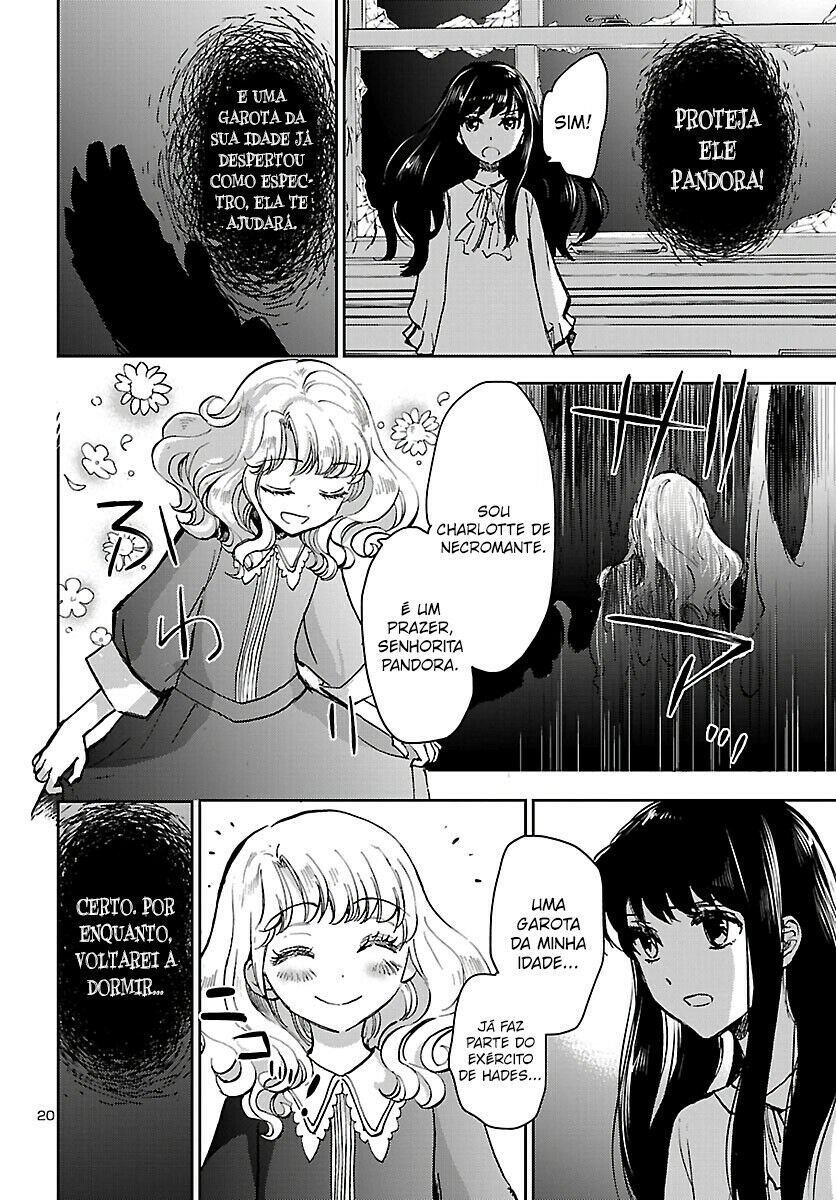 PROTEJA
ELE
PANDORA!
SIM!
E UMA
GAROTA DA
SUA IDADE JÁ
DESPERTOU
COMO ESPEC-
TRO, ELA TE
AJUDARÁ.
SOU
CHARLOTTE DE
NECROMANTE.
É UM
PRAZER,
SENHORITA
PANDORA.
ふ
わ
UMA
GAROTA
DA MINHA
IDADE...
JÁ FAZ
PARTE DO
EXÉRCITO
DE HADES...
CERTO. POR
ENQUANTO,
VOLTAREI A
DORMIR...
20